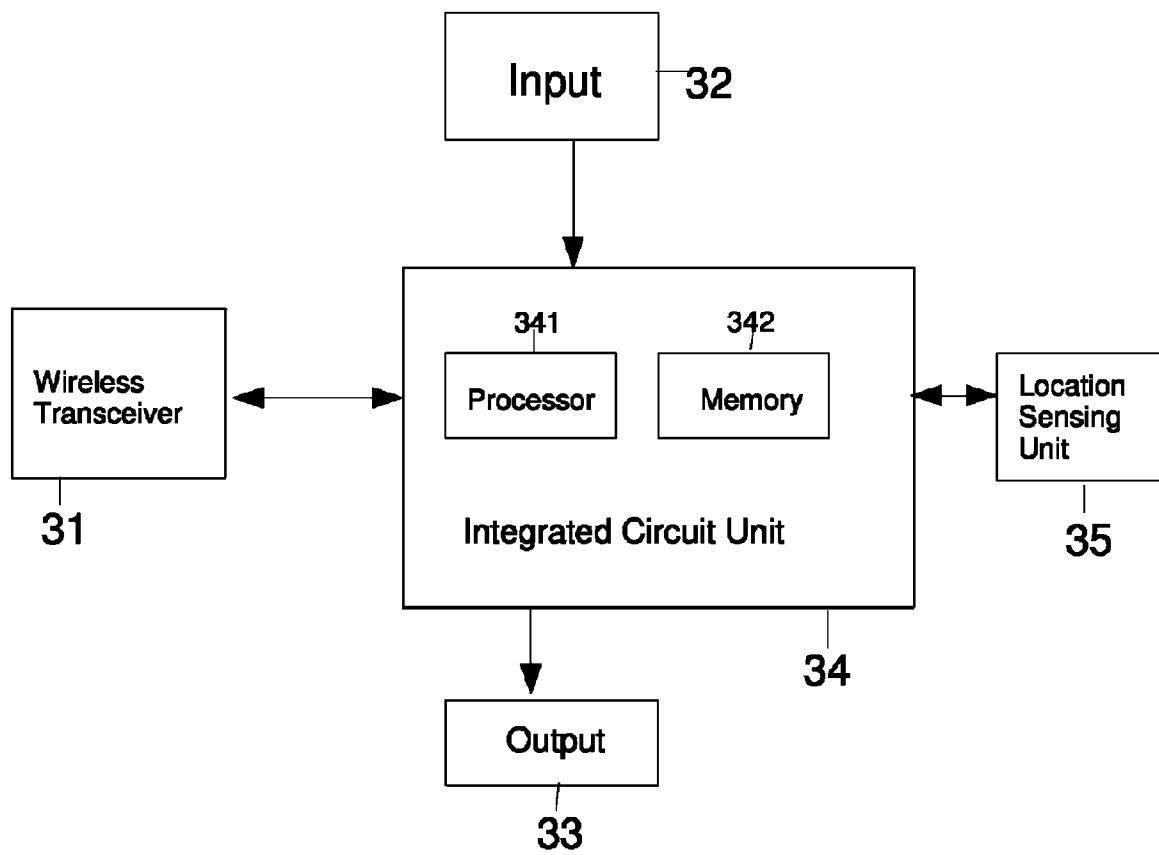 Input
32
341
342
Wireless
Transceiver
Processor
Memory
Location
Sensing
Unit
31
Integrated Circuit Unit
35
34
Output
33